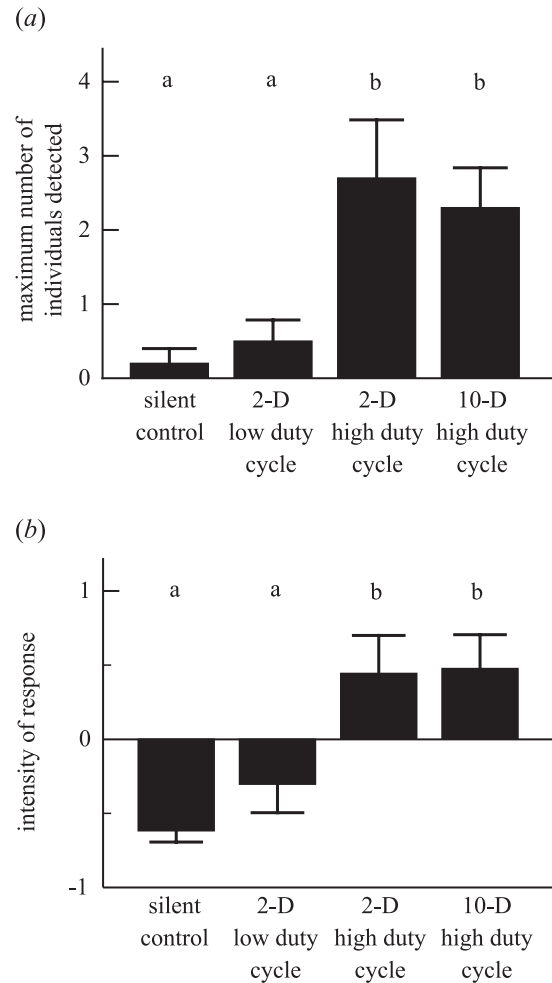 (a)
maximum number of
individuals detected
4
3
2
1
0
a a b b
silent 2-D 2-D 10-D
control low duty high duty high duty
cycle cycle cycle
(b)
intensity of response
1
0
-1
a a b b
silent 2-D 2-D 10-D
control low duty high duty high duty
cycle cycle cycle